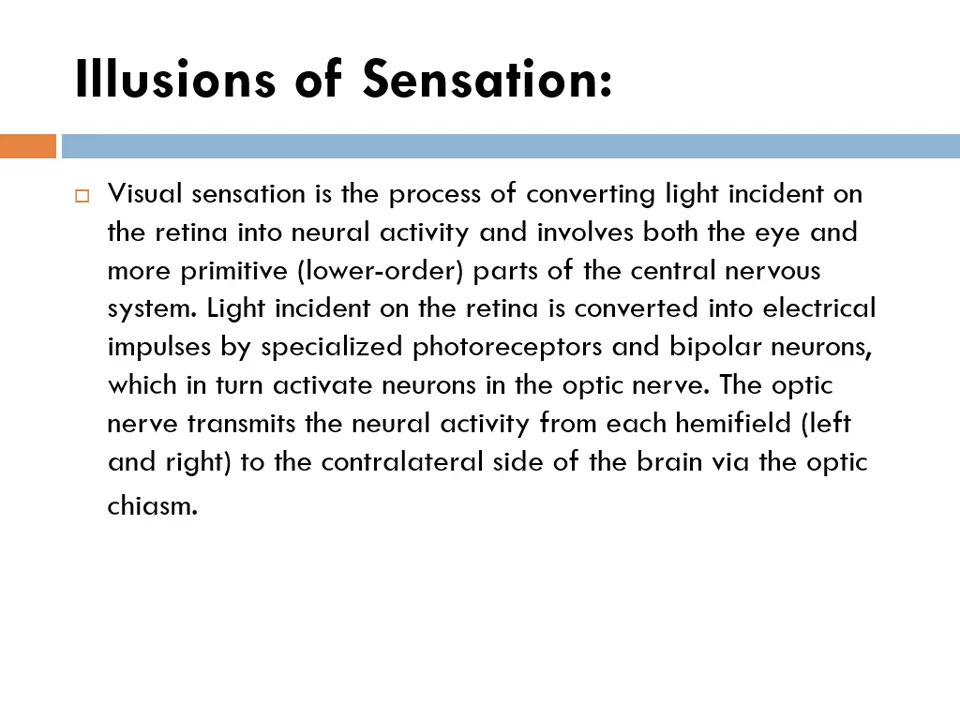 Illusions of Sensation:
Visual sensation is the process of converting light incident on
the retina into neural activity and involves both the eye and
more primitive (lower-order) parts of the central nervous
system. Light incident on the retina is converted into electrical
impulses by specialized photoreceptors and bipolar neurons,
which in turn activate neurons in the optic nerve. The optic
nerve transmits the neural activity from each hemifield (left
and right) to the contralateral side of the brain via the optic
chiasm.